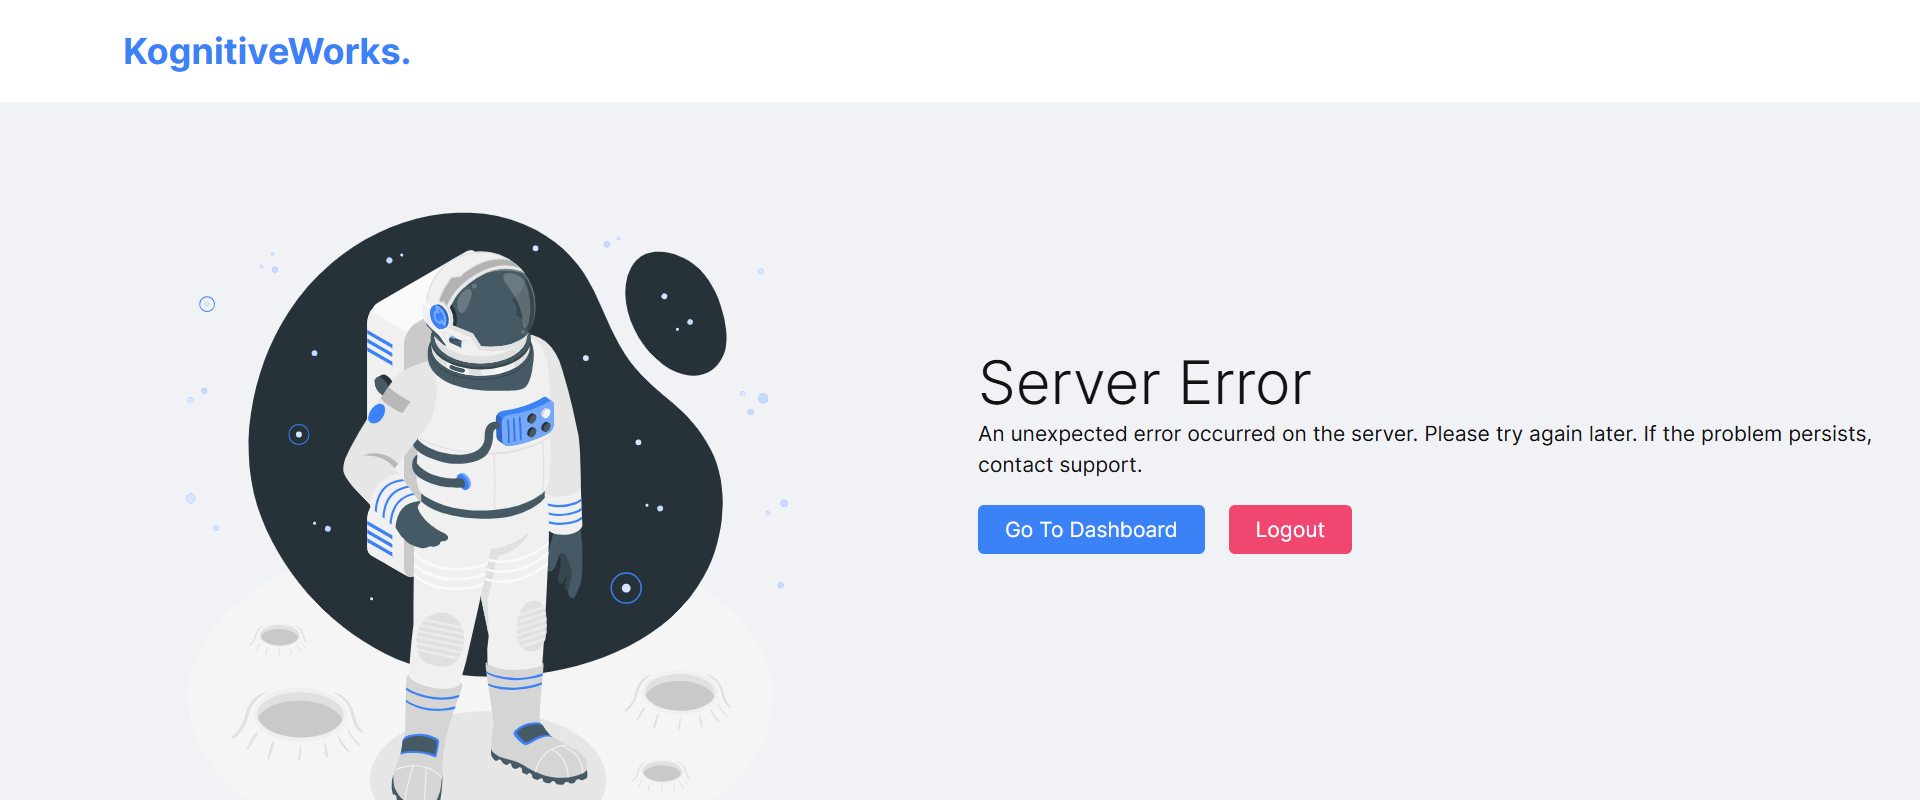 KognitiveWorks.
Server Error
An unexpected error occurred on the server. Please try again later. If the problem persists,
contact support.
Go To Dashboard
Logout